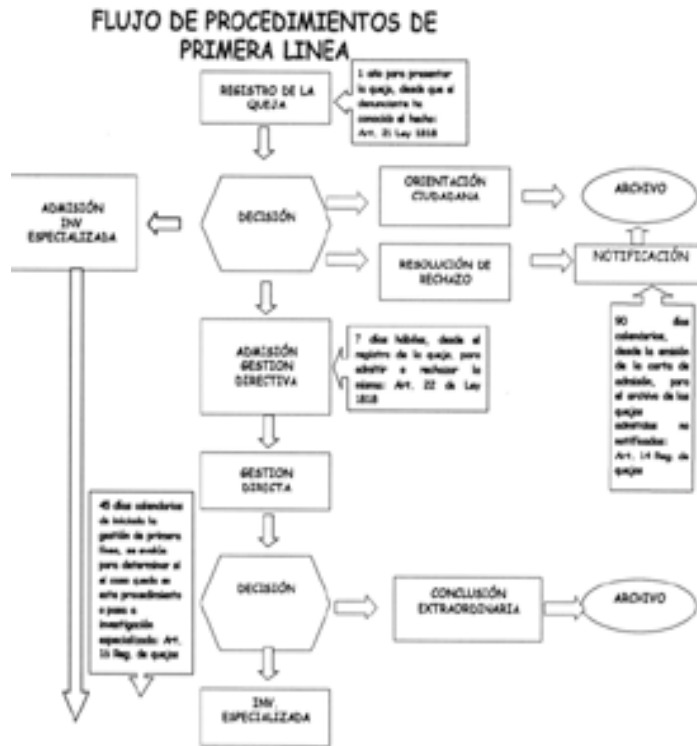 FLUJO DE PROCEDIMIENTOS DE
PRIMERA LINEA
REGISTRO DE LA
QUEJA
1 año para presentar
la queja, desde que el
denunciante ha
conocido el hecho:
Art. 21 Ley 1818
ADMISIÓN
INV
ESPECIALIZADA
DECISIÓN
ORIENTACIÓN
CIUDADANA
ARCHIVO
RESOLUCIÓN DE
RECHAZO
NOTIFICACIÓN
ADMISIÓN
GESTION
DIRECTIVA
7 días hábiles, desde el
registro de la queja, para
admitir o rechazar la
misma: Art. 22 de Ley
1818
90 días
calendarios,
desde la emisión
de la carta de
admisión, para
el archivo de las
quejas
admitidas no
notificadas:
Art. 14 Reg. de
quejas
GESTION
DIRECTA
45 días calendarios
de iniciada la
gestión de primera
línea, se evalúa
para determinar si
el caso queda en
este procedimiento
o pasa a
investigación
especializada: Art.
16 Reg. de quejas
DECISIÓN
CONCLUSIÓN
EXTRAORDINARIA
ARCHIVO
INV.
ESPECIALIZADA